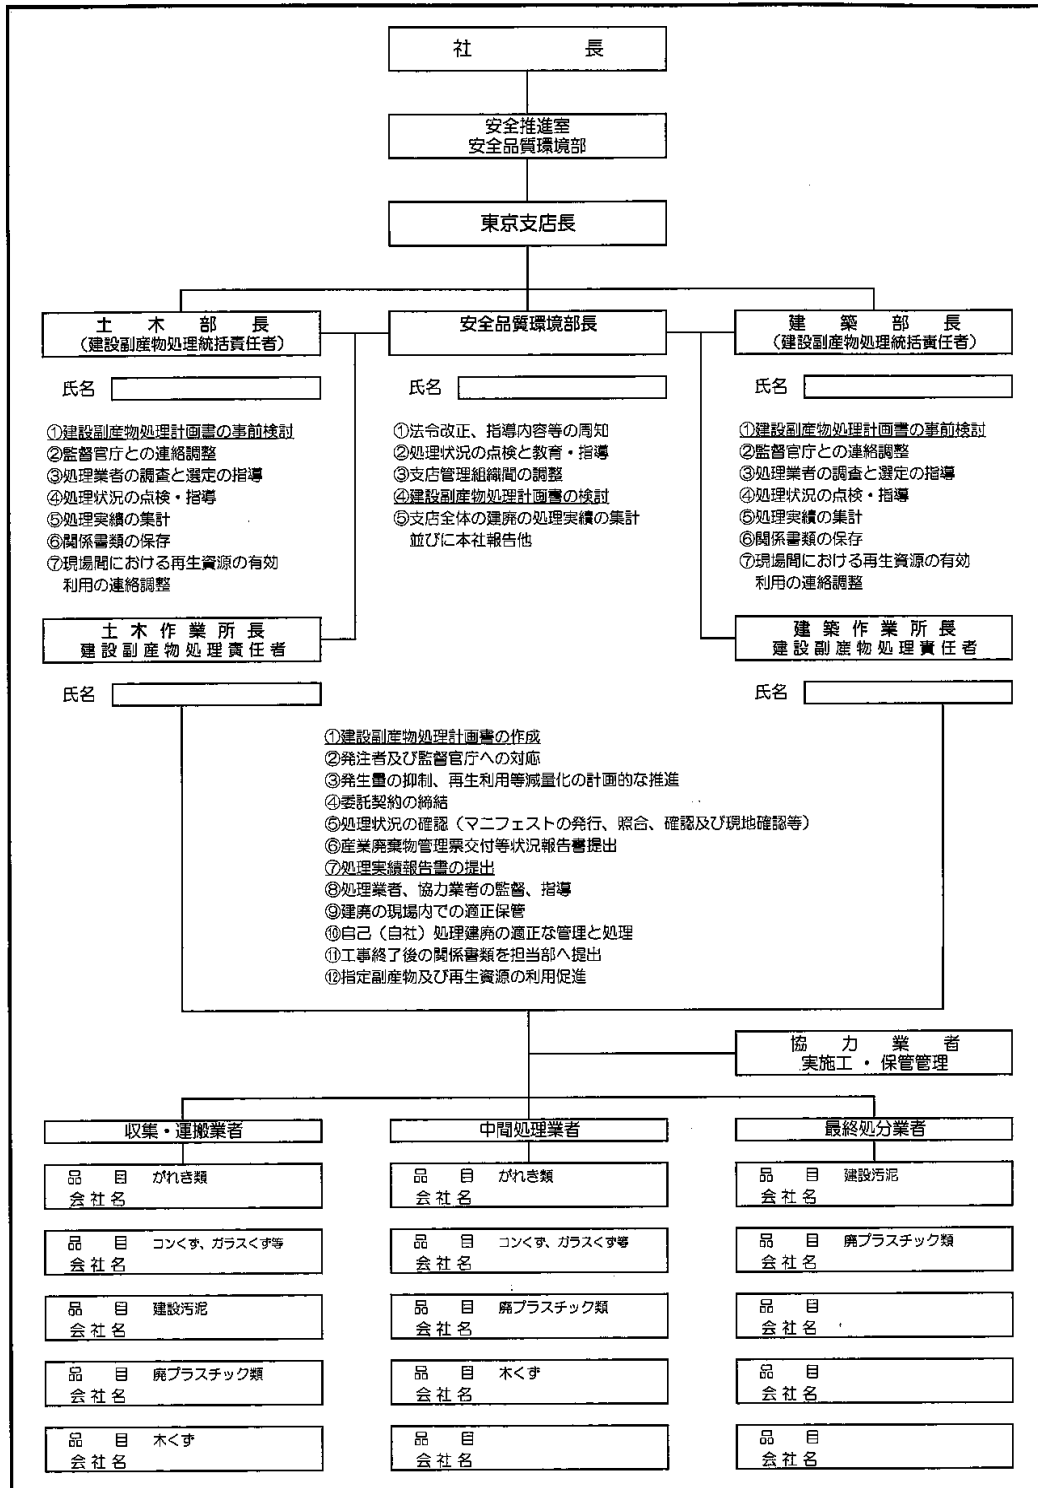 社長
安全推進室
安全品質環境部
東京支店長
土木部長
(建設副産物処理統括責任者)
氏名
①建設副産物処理計画書の事前検討
②監督官庁との連絡調整
③処理業者の調査と選定の指導
④処理状況の点検・指導
⑤処理実績の集計
⑥関係書類の保存
⑦現場間における再生資源の有効
利用の連絡調整
安全品質環境部長
氏名
①法令改正、指導内容等の周知
②処理状況の点検と教育・指導
③支店管理組織間の調整
④建設副産物処理計画書の検討
⑤支店全体の建廃の処理実績の集計
並びに本社報告他
建築部長
(建設副産物処理統括責任者)
氏名
①建設副産物処理計画書の事前検討
②監督官庁との連絡調整
③処理業者の調査と選定の指導
④処理状況の点検・指導
⑤処理実績の集計
⑥関係書類の保存
⑦現場間における再生資源の有効
利用の連絡調整
土木作業所長
建設副産物処理責任者
氏名
建築作業所長
建設副産物処理責任者
氏名
①建設副産物処理計画書の作成
②発注者及び監督官庁への対応
③発生量の抑制、再生利用等減量化の計画的な推進
④委託契約の締結
⑤処理状況の確認(マニフェストの発行、照合、確認及び現地確認等)
⑥産業廃棄物管理票交付等状況報告書提出
⑦処理実績報告書の提出
⑧処理業者、協力業者の監督、指導
⑨建廃の現場内での適正保管
⑩自己(自社)処理建廃の適正な管理と処理
⑪工事終了後の関係書類を担当部へ提出
⑫指定副産物及び再生資源の利用促進
協力業者
実施工・保管管理
収集・運搬業者
品目 がれき類
会社名
品目 コンくず、ガラスくず等
会社名
品目 建設汚泥
会社名
品目 廃プラスチック類
会社名
品目 木くず
会社名
中間処理業者
品目 がれき類
会社名
品目 コンくず、ガラスくず等
会社名
品目 廃プラスチック類
会社名
品目 木くず
会社名
品目
会社名
最終処分業者
品目 建設汚泥
会社名
品目 廃プラスチック類
会社名
品目
会社名
品目
会社名
品目
会社名